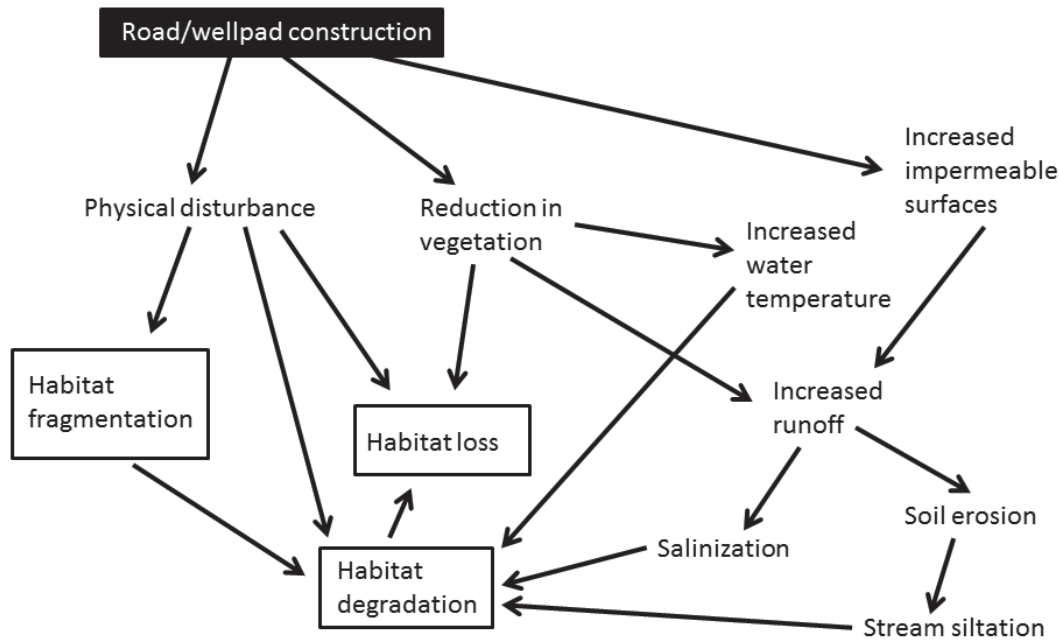 Road/wellpad construction
Increased
impermeable
surfaces
Physical disturbance
Reduction in
vegetation
Increased
water
temperature
Habitat
fragmentation
Habitat loss
Increased
runoff
Soil erosion
Salinization
Habitat
degradation
Stream siltation